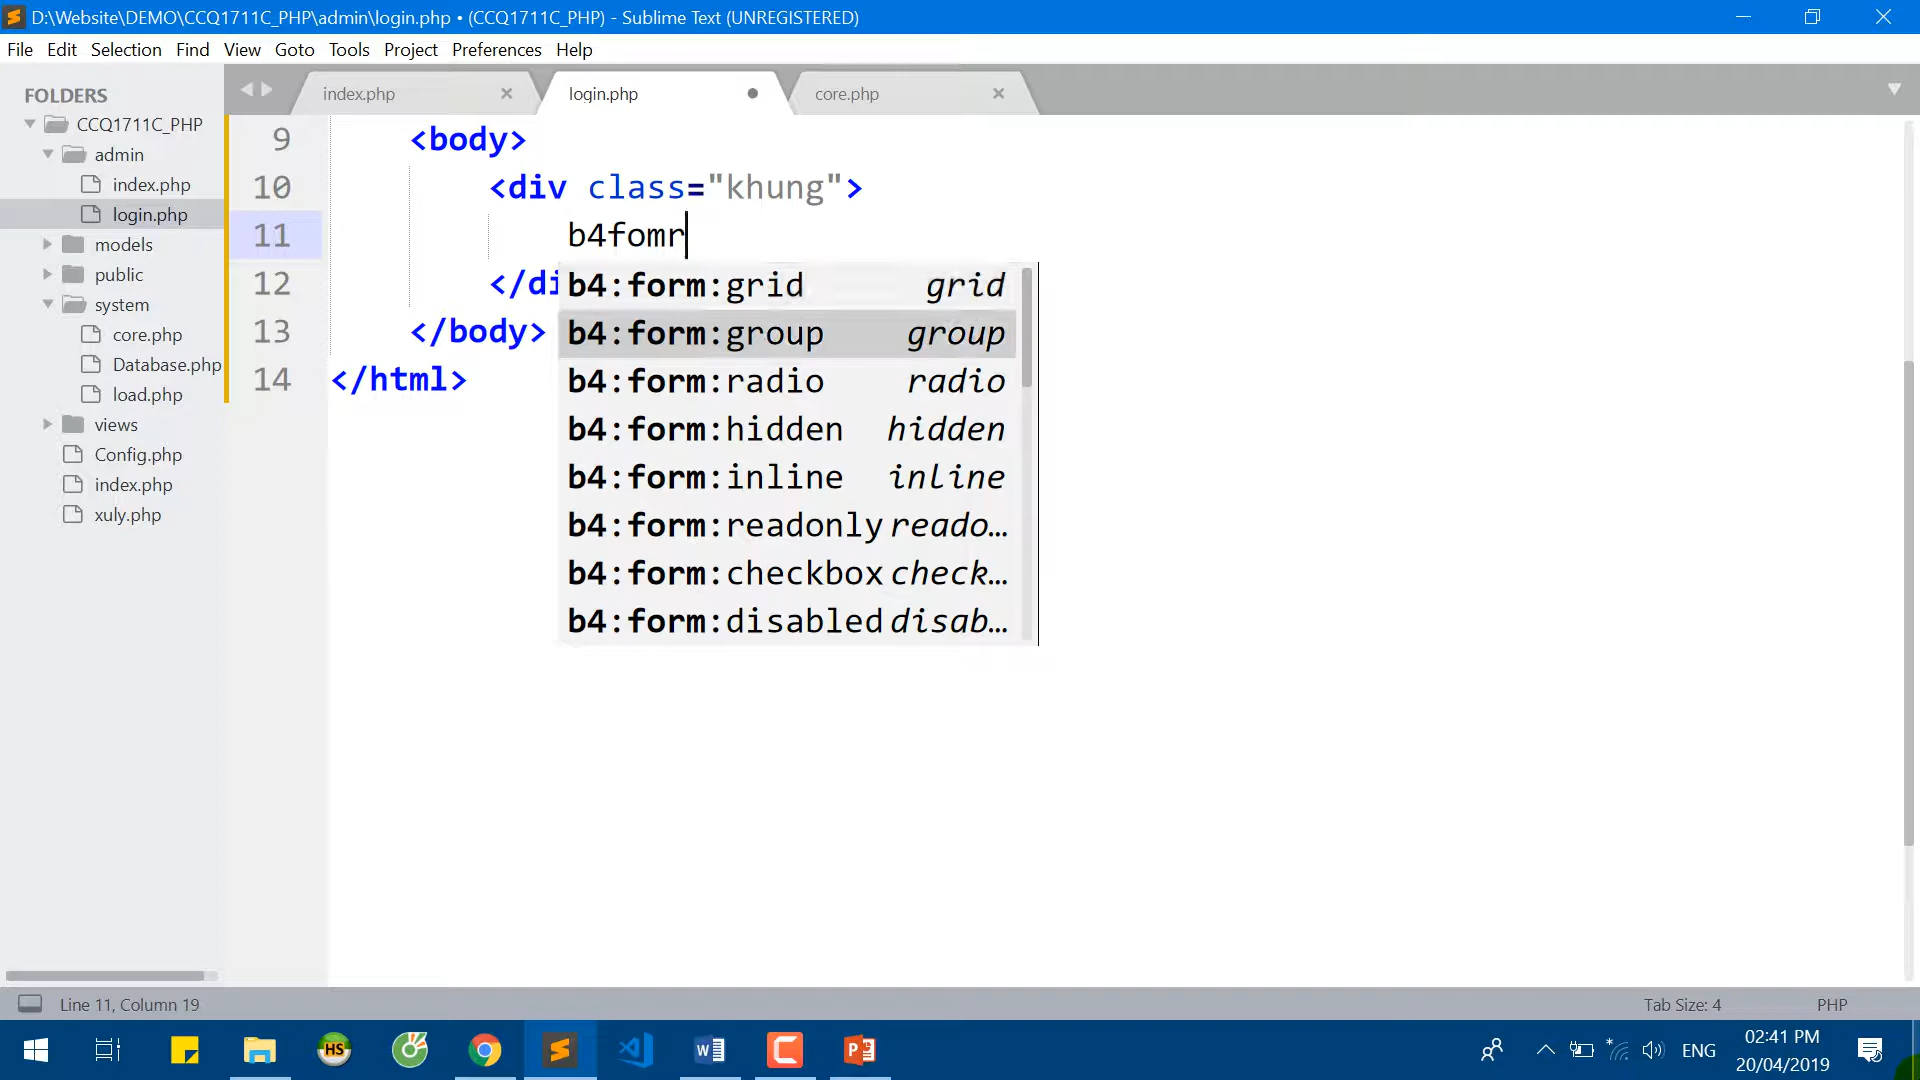 D:\Website\DEMO\CCQ1711C_PHP\admin\login.php • (CCQ1711C_PHP) - Sublime Text (UNREGISTERED)
File Edit Selection Find View Goto Tools Project Preferences Help
FOLDERS
CCQ1711C_PHP
admin
index.php
login.php
models
public
system
core.php
Database.php
load.php
views
Config.php
index.php
xuly.php
index.php login.php core.php
9 <body>
10 <div class="khung">
11 b4fomr
12 </di
13 </body>
14 </html>
b4:form:grid grid
b4:form:group group
b4:form:radio radio
b4:form:hidden hidden
b4:form:inline inline
b4:form:readonly reado…
b4:form:checkbox check…
b4:form:disabled disab…
Line 11, Column 19 Tab Size: 4 PHP
HS
ENG
02:41 PM
20/04/2019